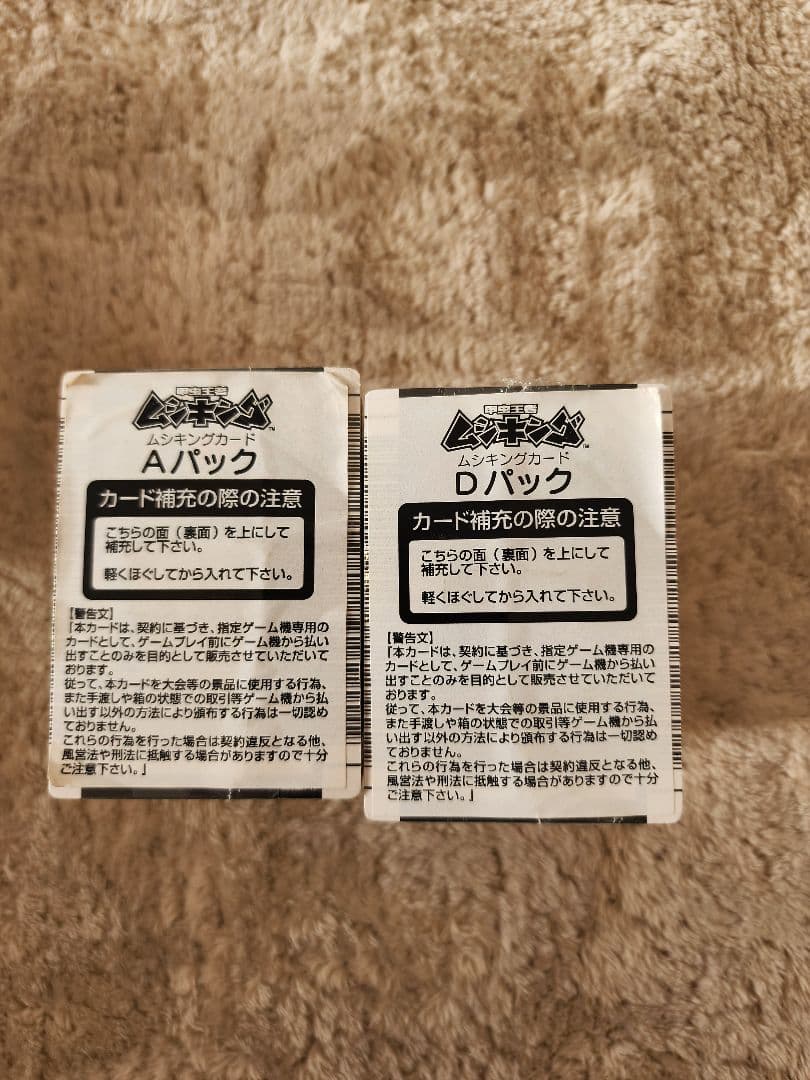 甲虫王者
ムシキング
TM
ムシキングカード
Aパック
カード補充の際の注意
こちらの面(裏面)を上にして
補充して下さい。
軽くほぐしてから入れて下さい。
【警告文】
「本カードは、契約に基づき、指定ゲーム機専用の
カードとして、ゲームプレイ前にゲーム機から払い
出すことのみを目的として販売させていただいて
おります。
従って、本カードを大会等の景品に使用する行為、
また手渡しや箱の状態での取引等ゲーム機から払
い出す以外の方法により頒布する行為は一切認め
ておりません。
これらの行為を行った場合は契約違反となる他、
風営法や刑法に抵触する場合がありますので十分
ご注意下さい。」
甲虫王者
ムシキング
TM
ムシキングカード
Dパック
カード補充の際の注意
こちらの面(裏面)を上にして
補充して下さい。
軽くほぐしてから入れて下さい。
【警告文】
「本カードは、契約に基づき、指定ゲーム機専用の
カードとして、ゲームプレイ前にゲーム機から払い
出すことのみを目的として販売させていただいて
おります。
従って、本カードを大会等の景品に使用する行為、
また手渡しや箱の状態での取引等ゲーム機から払
い出す以外の方法により頒布する行為は一切認め
ておりません。
これらの行為を行った場合は契約違反となる他、
風営法や刑法に抵触する場合がありますので十分
ご注意下さい。」